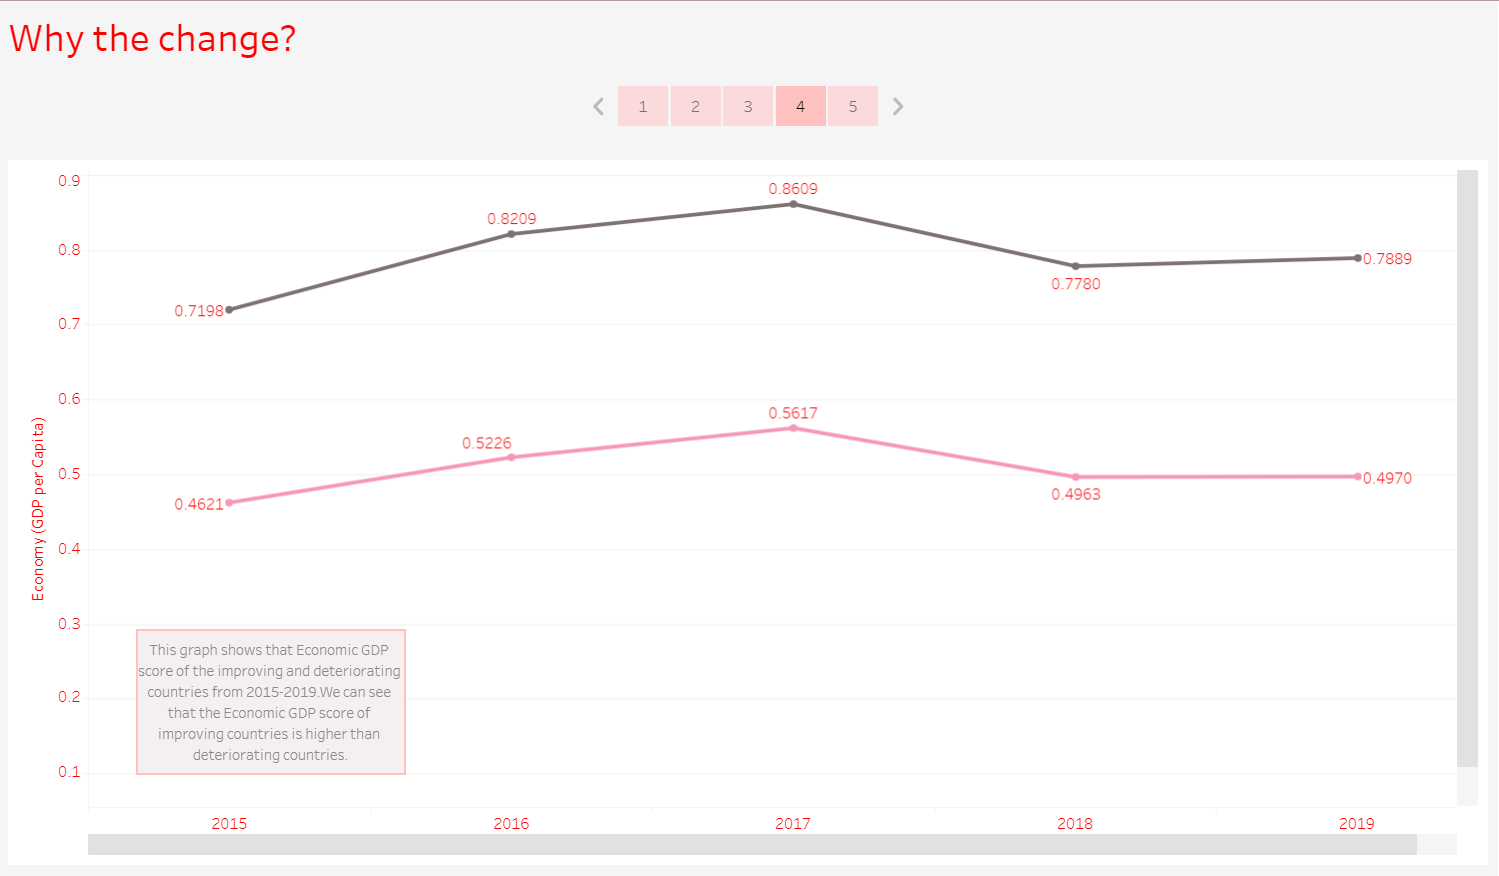 Why the change?
1 2 3 4 5
0.9
0.8
0.7
0.6
0.5
0.4
0.3
0.2
0.1
Economy (GDP per Capita)
0.7198
0.8209
0.8609
0.7780
0.7889
0.4621
0.5226
0.5617
0.4963
0.4970
This graph shows that Economic GDP
score of the improving and deteriorating
countries from 2015-2019.We can see
that the Economic GDP score of
improving countries is higher than
deteriorating countries.
2015 2016 2017 2018 2019